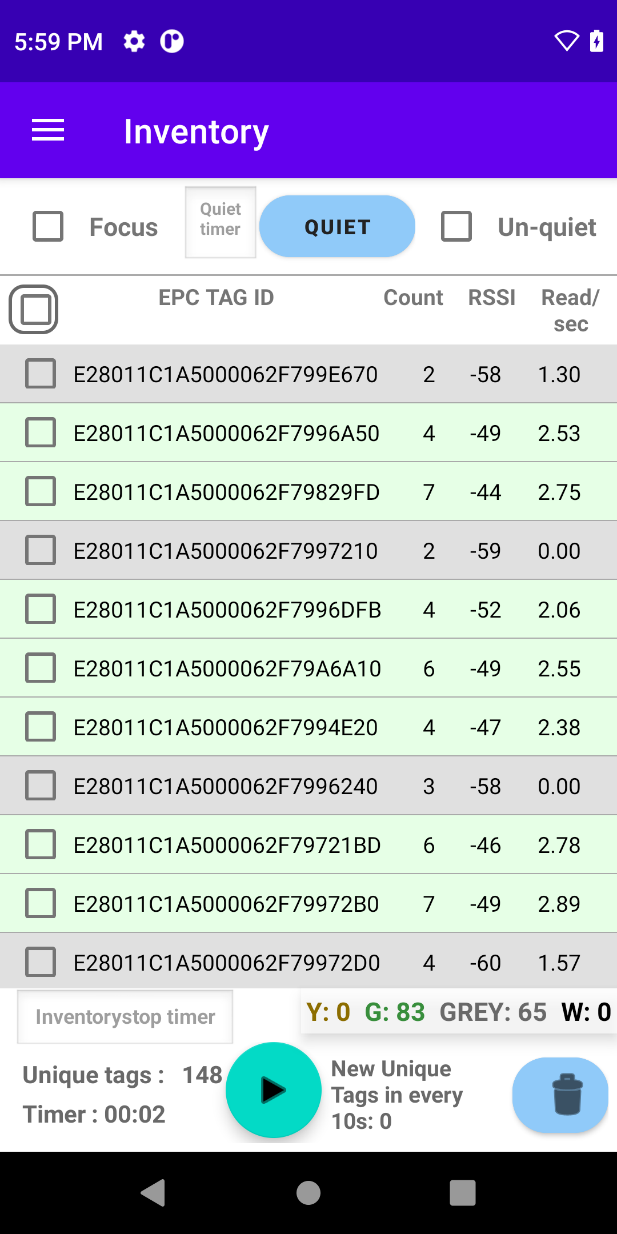 5:59 PM
Inventory
Focus
Quiet
timer
QUIET
Un-quiet
EPC TAG ID Count RSSI Read/
sec
E28011C1A5000062F799E670 2 -58 1.30
E28011C1A5000062F7996A50 4 -49 2.53
E28011C1A5000062F79829FD 7 -44 2.75
E28011C1A5000062F7997210 2 -59 0.00
E28011C1A5000062F7996DFB 4 -52 2.06
E28011C1A5000062F79A6A10 6 -49 2.55
E28011C1A5000062F7994E20 4 -47 2.38
E28011C1A5000062F7996240 3 -58 0.00
E28011C1A5000062F79721BD 6 -46 2.78
E28011C1A5000062F79972B0 7 -49 2.89
E28011C1A5000062F79972D0 4 -60 1.57
Inventorystop timer
Y: 0 G: 83 GREY: 65 W: 0
Unique tags : 148
Timer : 00:02
New Unique
Tags in every
10s: 0